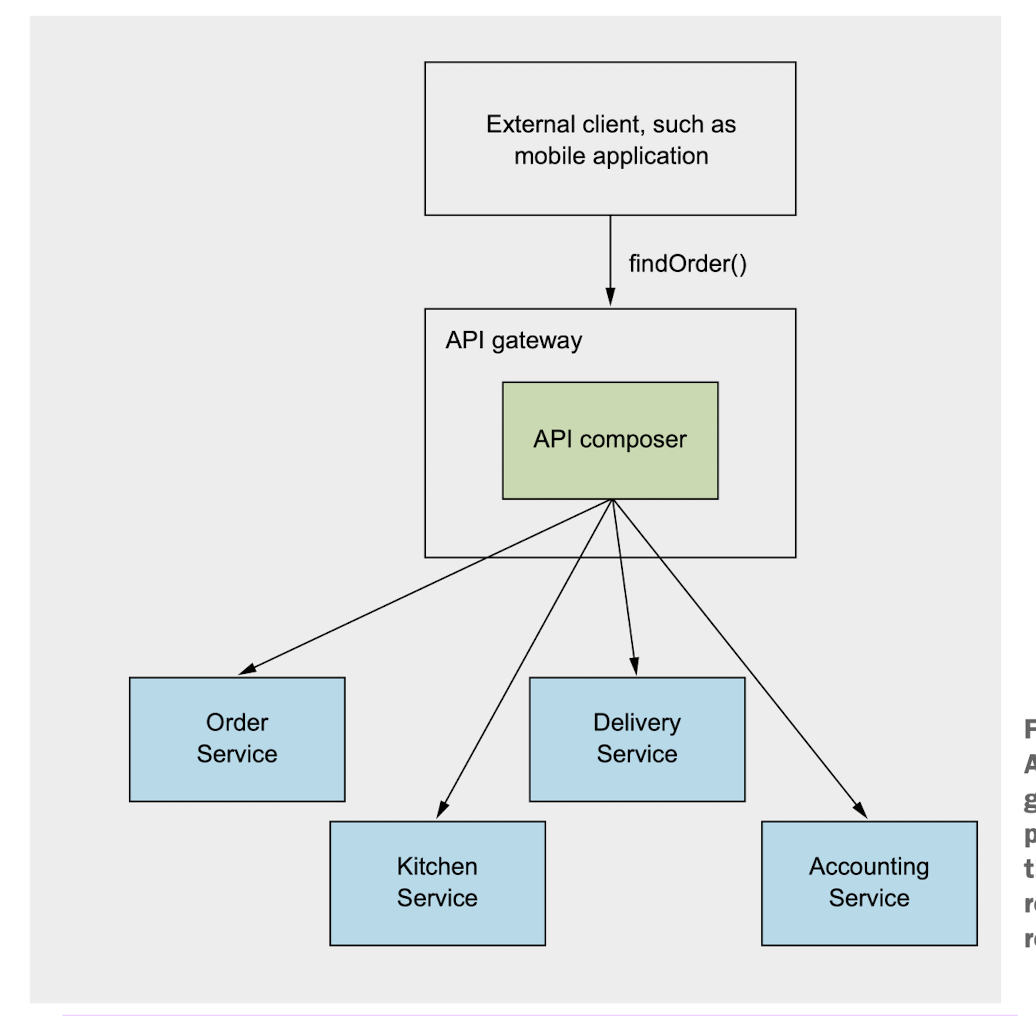 External client, such as
mobile application
findOrder()
API gateway
API composer
Order
Service
Delivery
Service
Kitchen
Service
Accounting
Service